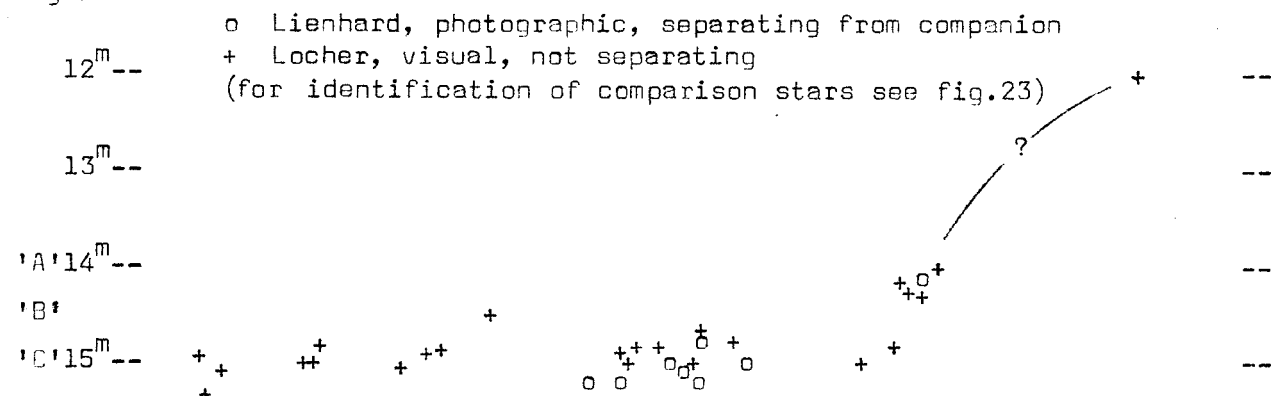 o Lienhard, photographic, separating from companion
+ Locher, visual, not separating
(for identification of comparison stars see fig.23)
12m--
--
?
13m--
--
'A'14m--
--
'B'
'C'15m--
--